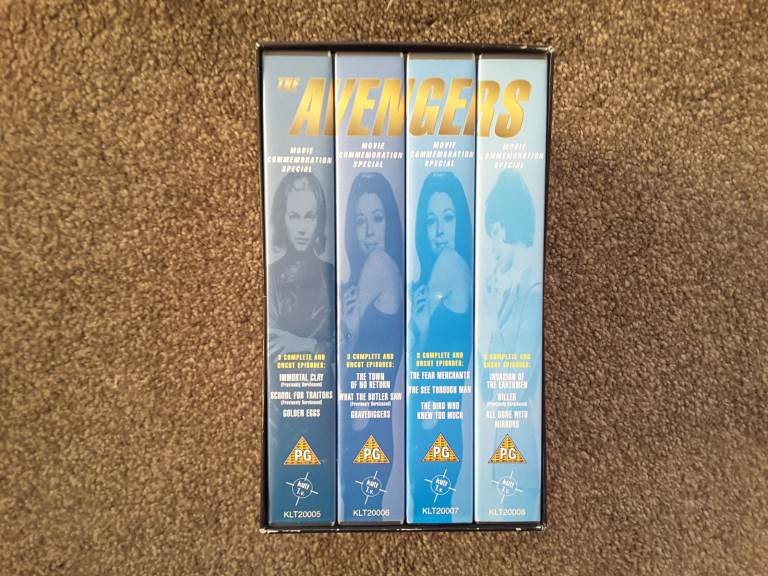 THE AVENGERS
MOVIE
COMMEMORATION
SPECIAL
3 COMPLETE AND
UNCUT EPISODES:
IMMORTAL CLAY
(Previously Unreleased)
SCHOOL FOR TRAITORS
(Previously Unreleased)
GOLDEN EGGS
PG
kult
t.v.
KLT20005
MOVIE
COMMEMORATION
SPECIAL
3 COMPLETE AND
UNCUT EPISODES:
THE TOWN
OF NO RETURN
WHAT THE BUTLER SAW
(Previously Unreleased)
GRAVEDIGGERS
PG
kult
t.v.
KLT20006
MOVIE
COMMEMORATION
SPECIAL
3 COMPLETE AND
UNCUT EPISODES:
THE FEAR MERCHANTS
THE SEE THROUGH MAN
THE BIRD WHO
KNEW TOO MUCH
PG
kult
t.v.
KLT20007
MOVIE
COMMEMORATION
SPECIAL
3 COMPLETE AND
UNCUT EPISODES:
INVASION OF
THE EARTHMEN
KILLER
(Previously Unreleased)
ALL DONE WITH
MIRRORS
PG
kult
t.v.
KLT20008